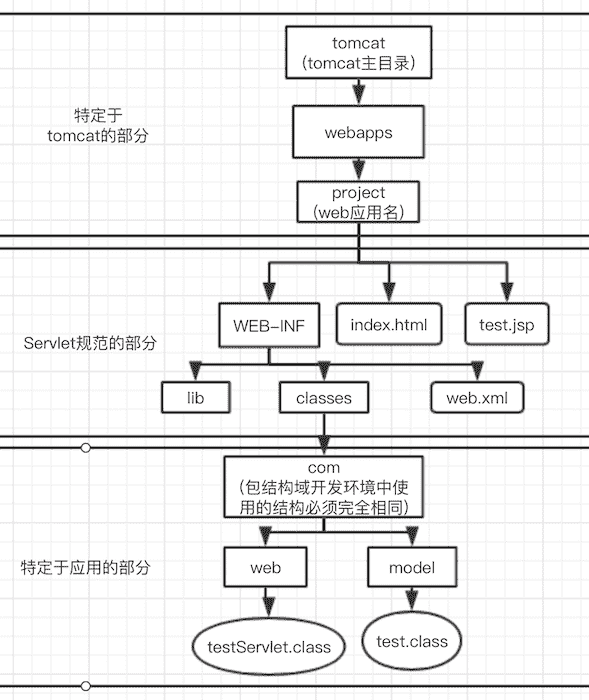 tomcat
（tomcat主目录）
特定于
tomcat的部分
webapps
project
（web应用名）
Servlet规范的部分
WEB-INF
index.html
test.jsp
lib
classes
web.xml
com
（包结构域开发环境中使
用的结构必须完全相同）
特定于应用的部分
web
model
testServlet.class
test.class